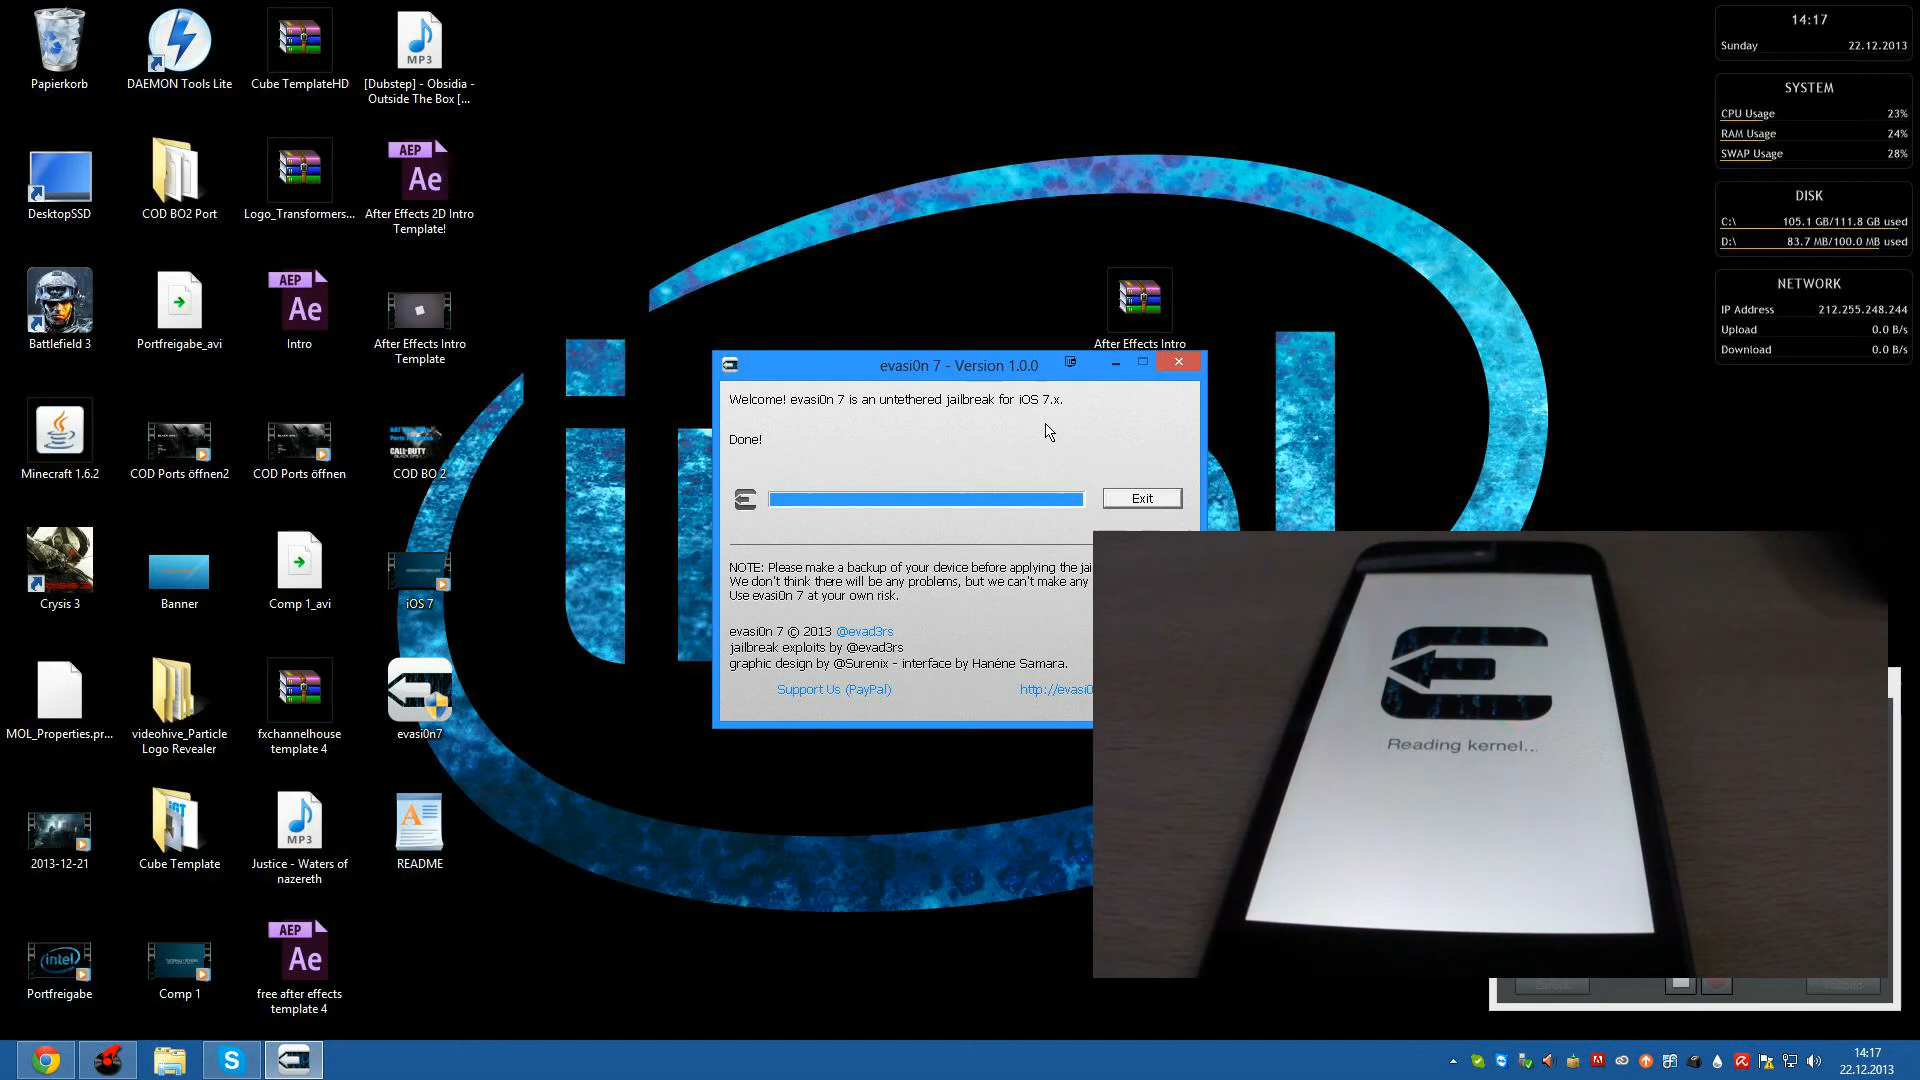 Papierkorb
DAEMON Tools Lite
Cube TemplateHD
MP3
[Dubstep] - Obsidia -
Outside The Box [...
DesktopSSD
COD BO2 Port
Logo_Transformers...
AEP
Ae
After Effects 2D Intro
Template!
Battlefield 3
Portfreigabe_avi
AEP
Ae
Intro
After Effects Intro
Template
After Effects Intro
Minecraft 1.6.2
COD Ports öffnen2
COD Ports öffnen
CALL-DUTY
COD BO 2
Crysis 3
Banner
Comp 1_avi
iOS 7
MOL_Properties.pr...
videohive_Particle
Logo Revealer
fxchannelhouse
template 4
evasi0n7
2013-12-21
Cube Template
MP3
Justice - Waters of
nazereth
README
intel
Portfreigabe
Comp 1
AEP
Ae
free after effects
template 4
14:17
Sunday 22.12.2013
SYSTEM
CPU Usage 23%
RAM Usage 24%
SWAP Usage 28%
DISK
C:\ 105.1 GB/111.8 GB used
D:\ 83.7 MB/100.0 MB used
NETWORK
IP Address 212.255.248.244
Upload 0.0 B/s
Download 0.0 B/s
evasi0n 7 - Version 1.0.0
Welcome! evasi0n 7 is an untethered jailbreak for iOS 7.x.
Done!
Exit
NOTE: Please make a backup of your device before applying the jai
We don't think there will be any problems, but we can't make any
Use evasi0n 7 at your own risk.
evasi0n 7 © 2013 @evad3rs
jailbreak exploits by @evad3rs
graphic design by @Surenix - interface by Hanéne Samara.
Support Us (PayPal) http://evasi0
Reading kernel...
Zurück
Vollbild
14:17
22.12.2013